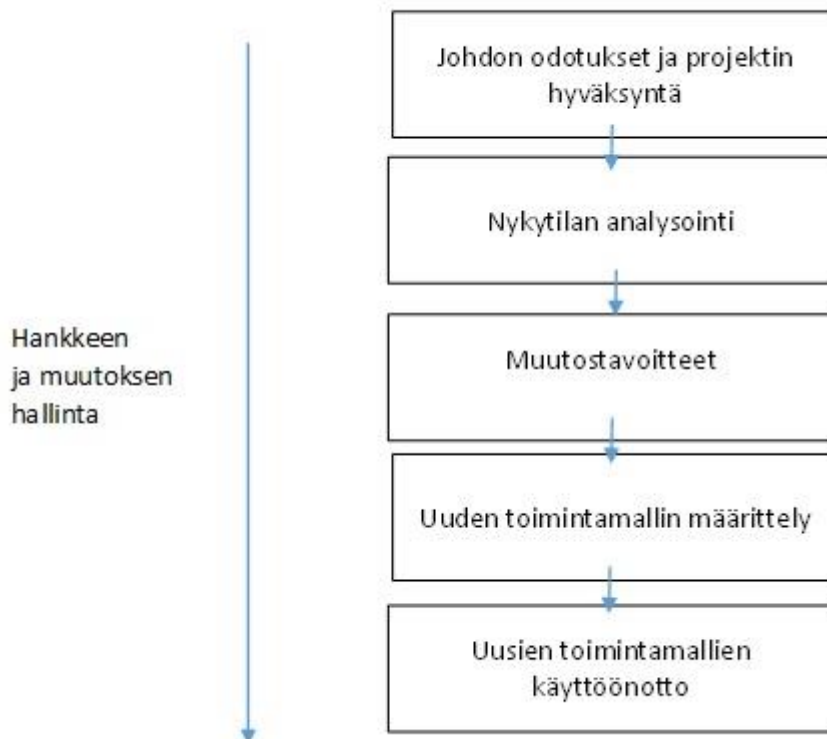 Johdon odotukset ja projektin
hyväksyntä
Nykytilan analysointi
Hankkeen
ja muutoksen
hallinta
Muutostavoitteet
Uuden toimintamallin määrittely
Uusien toimintamallien
käyttöönotto